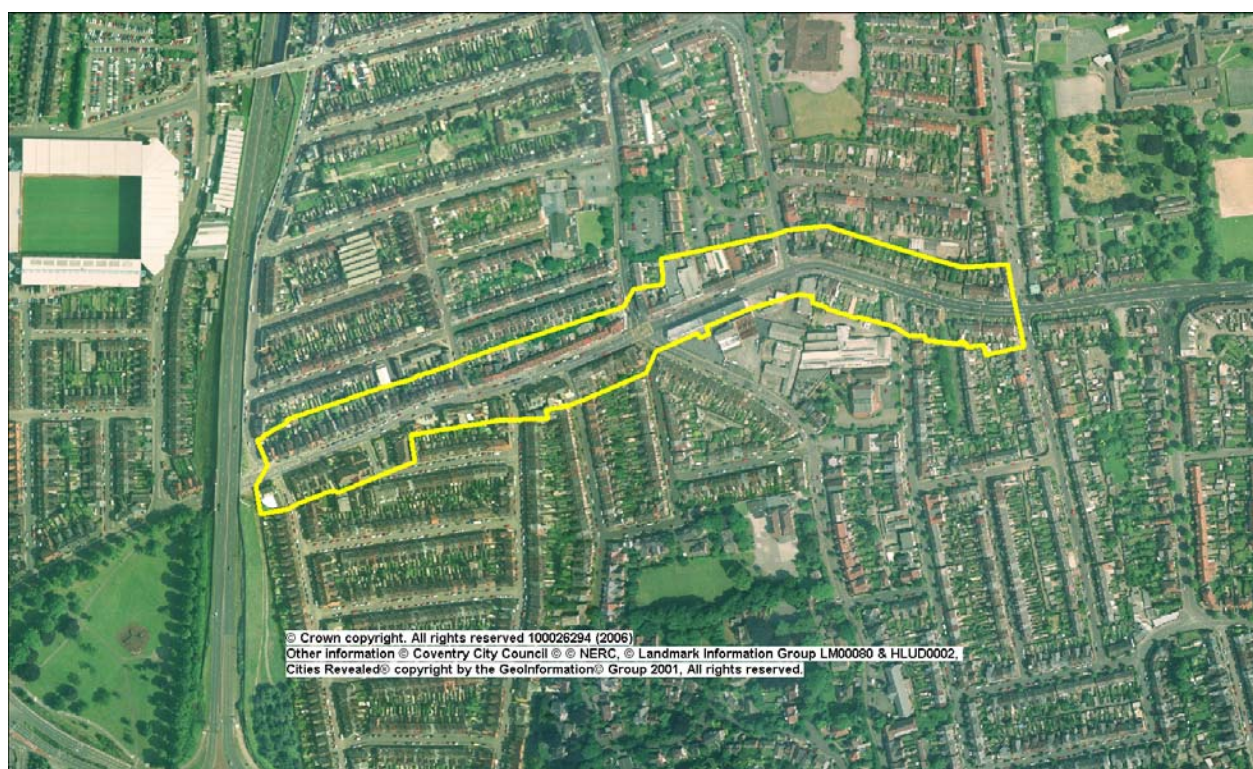 © Crown copyright. All rights reserved 100026294 (2006)
Other information © Coventry City Council © © NERC, © Landmark Information Group LM00080 & HLUD0002,
Cities Revealed® copyright by the GeoInformation© Group 2001, All rights reserved.